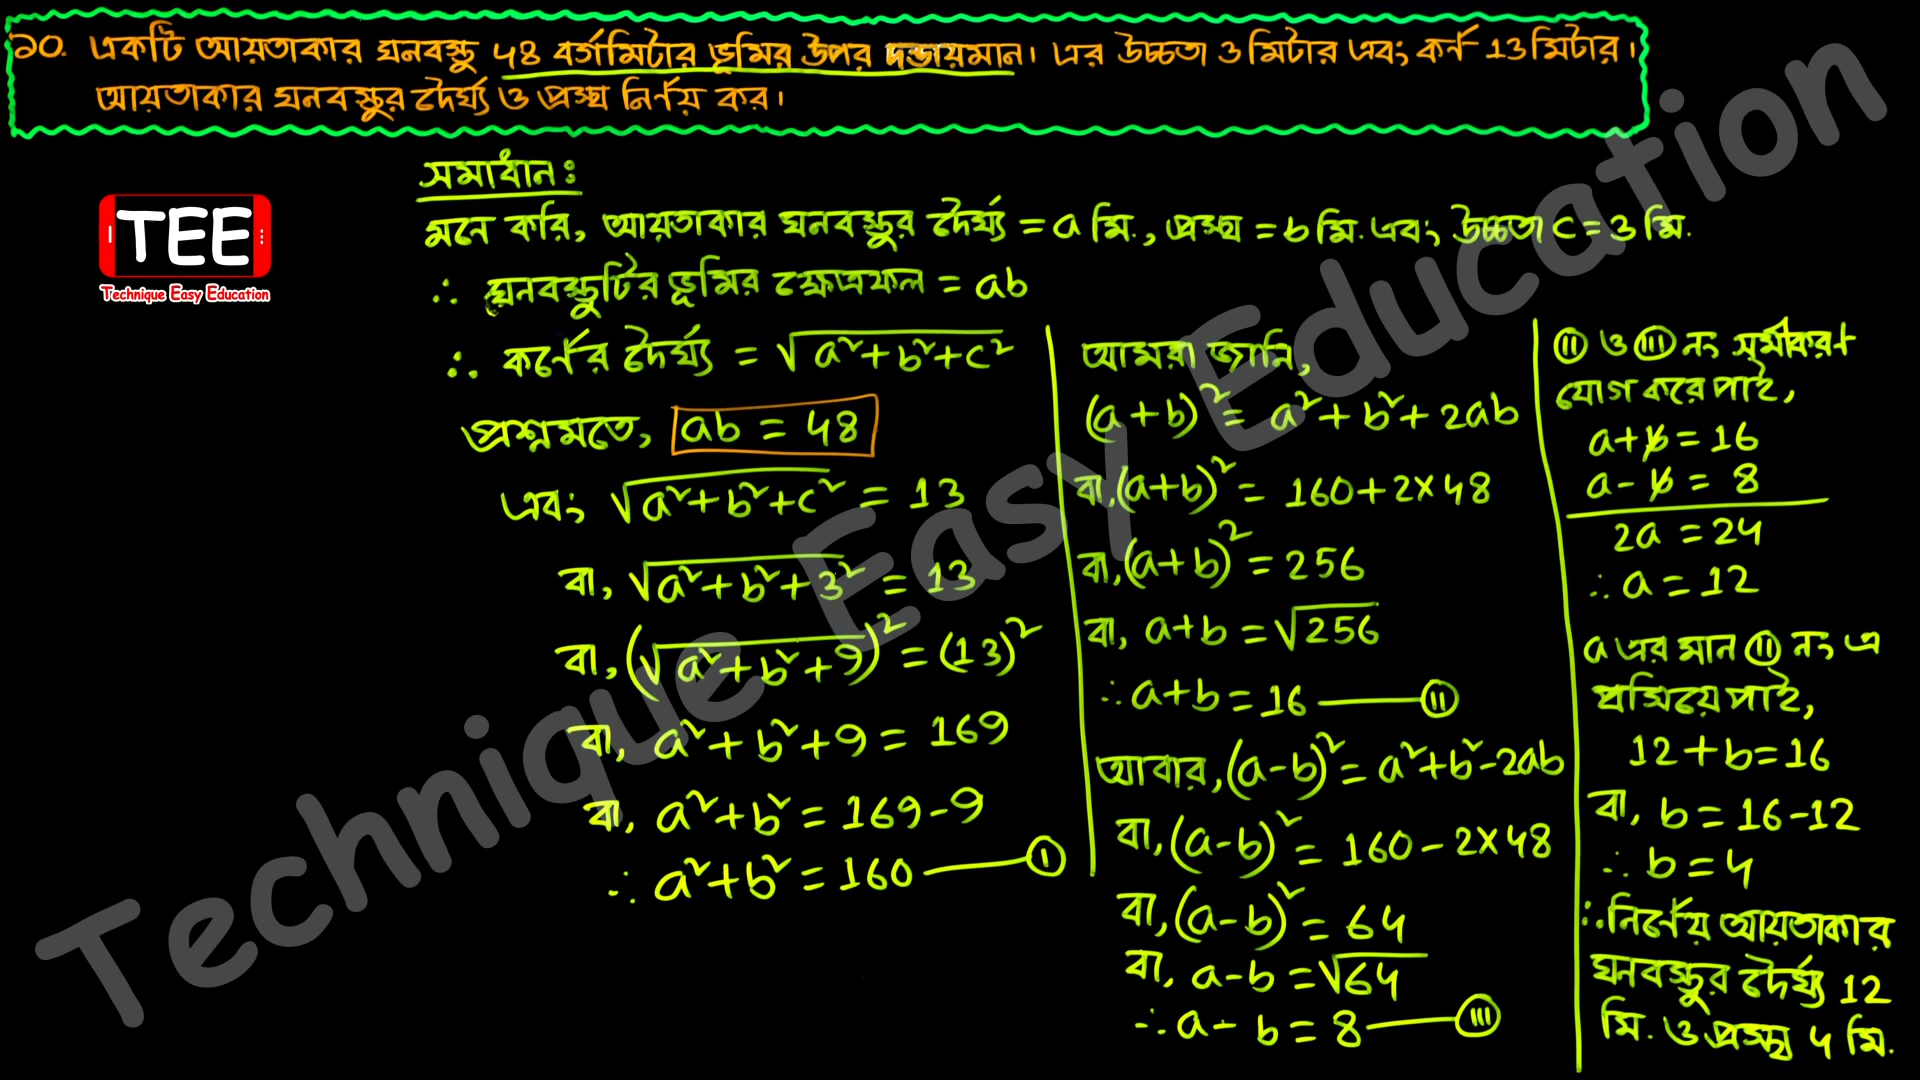 ১০. একটি আয়তাকার ঘনবস্তু 48 বর্গমিটার ভূমির উপর দন্ডায়মান। এর উচ্চতা 3 মিটার এবং কর্ণ 13 মিটার।
আয়তাকার ঘনবস্তুর দৈর্ঘ্য ও প্রস্থ নির্ণয় কর।
TEE
Technique Easy Education
সমাধান:
মনে করি, আয়তাকার ঘনবস্তুর দৈর্ঘ্য = a মি., প্রস্থ = b মি. এবং উচ্চতা c = 3 মি.
∴ ঘনবস্তুটির ভূমির ক্ষেত্রফল = ab
∴ কর্ণের দৈর্ঘ্য = √(a²+b²+c²)
প্রশ্নমতে, ab = 48
এবং √(a²+b²+c²) = 13
বা, √(a²+b²+3²) = 13
বা, (√(a²+b²+9))² = (13)²
বা, a²+b²+9 = 169
বা, a²+b² = 169-9
∴ a²+b² = 160 — (I)
আমরা জানি,
(a+b)² = a²+b²+2ab
বা, (a+b)² = 160+2×48
বা, (a+b)² = 256
বা, a+b = √256
∴ a+b = 16 — (II)
আবার, (a-b)² = a²+b²-2ab
বা, (a-b)² = 160-2×48
বা, (a-b)² = 64
বা, a-b = √64
∴ a-b = 8 — (III)
(II) ও (III) নং সমীকরণ
যোগ করে পাই,
a+b = 16
a-b = 8
2a = 24
∴ a = 12
a এর মান (II) নং এ
বসিয়ে পাই,
12+b = 16
বা, b = 16-12
∴ b = 4
∴ নির্ণেয় আয়তাকার
ঘনবস্তুর দৈর্ঘ্য 12
মি. ও প্রস্থ 4 মি.
Technique Easy Education